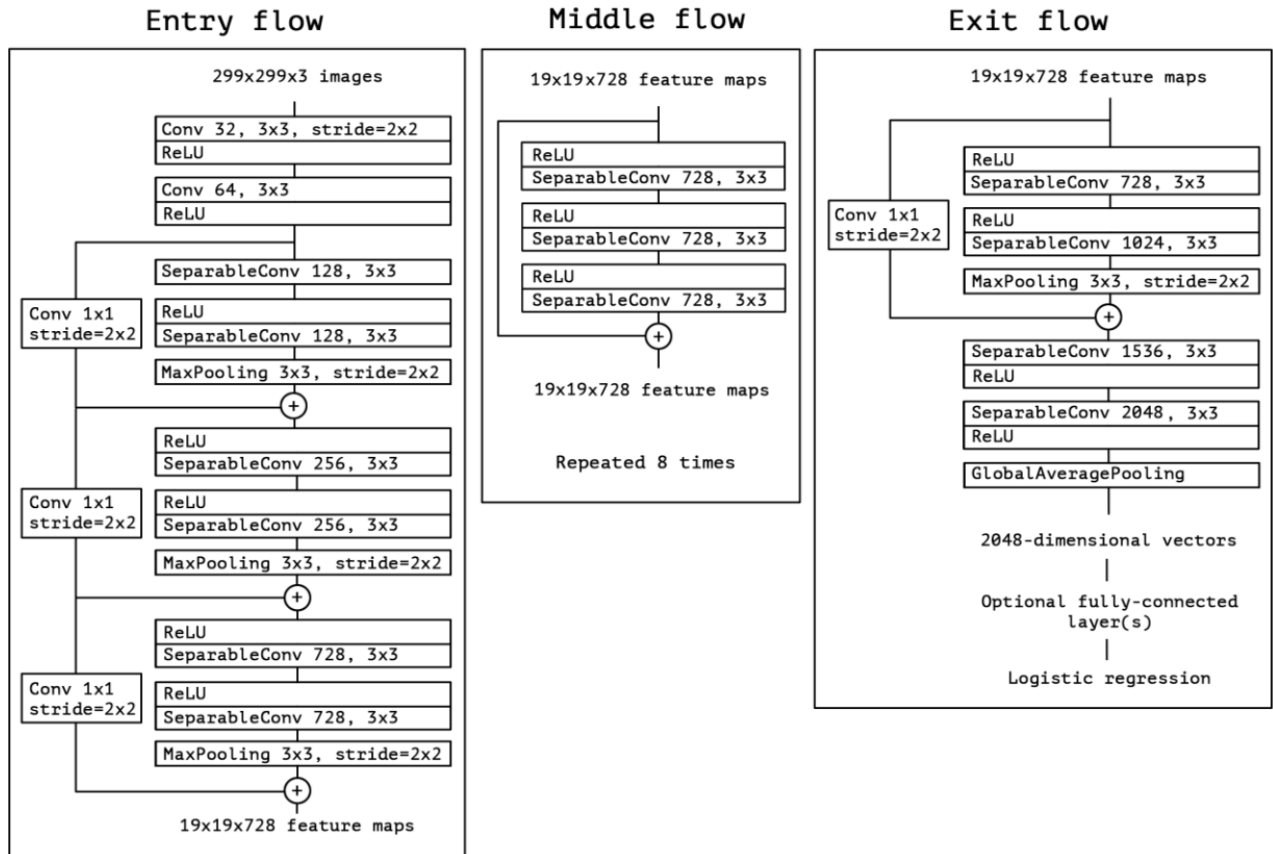 Entry flow
299x299x3 images
Conv 32, 3x3, stride=2x2
ReLU
Conv 64, 3x3
ReLU
SeparableConv 128, 3x3
Conv 1x1
stride=2x2
ReLU
SeparableConv 128, 3x3
MaxPooling 3x3, stride=2x2
+
ReLU
SeparableConv 256, 3x3
Conv 1x1
stride=2x2
ReLU
SeparableConv 256, 3x3
MaxPooling 3x3, stride=2x2
+
ReLU
SeparableConv 728, 3x3
Conv 1x1
stride=2x2
ReLU
SeparableConv 728, 3x3
MaxPooling 3x3, stride=2x2
+
19x19x728 feature maps
Middle flow
19x19x728 feature maps
ReLU
SeparableConv 728, 3x3
ReLU
SeparableConv 728, 3x3
ReLU
SeparableConv 728, 3x3
+
19x19x728 feature maps
Repeated 8 times
Exit flow
19x19x728 feature maps
ReLU
SeparableConv 728, 3x3
Conv 1x1
stride=2x2
ReLU
SeparableConv 1024, 3x3
MaxPooling 3x3, stride=2x2
+
SeparableConv 1536, 3x3
ReLU
SeparableConv 2048, 3x3
ReLU
GlobalAveragePooling
2048-dimensional vectors
Optional fully-connected
layer(s)
Logistic regression